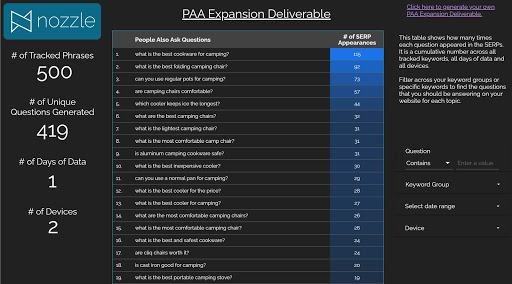 nozzle
PAA Expansion Deliverable
Click here to generate your own
PAA Expansion Deliverable.
# of Tracked Phrases
500
# of Unique
Questions Generated
419
# of Days of Data
1
# of Devices
2
People Also Ask Questions
# of SERP
Appearances
1. what is the best cookware for camping? 115
2. what is the best folding camping chair? 92
3. can you use regular pots for camping? 73
4. are camping chairs comfortable? 57
5. which cooler keeps ice the longest? 44
6. what are the best camping chairs? 32
7. what is the lightest camping chair? 31
8. what is the most comfortable camp chair? 31
9. is aluminum camping cookware safe? 31
10. what is the best inexpensive cooler? 30
11. can you use a normal pan for camping? 29
12. what is the best cooler for the price? 28
13. what is the best cooler for camping? 27
14. what are the most comfortable camping chairs? 26
15. what is the most comfortable camping chair? 26
16. what is the best and safest cookware? 24
17. are cliq chairs worth it? 24
18. is cast iron good for camping? 20
19. what is the best portable camping stove? 19
This table shows how many times
each question appeared in the SERPs.
It is a cumulative number across all
tracked keywords, all days of data and
all devices.
Filter across your keyword groups or
specific keywords to find the questions
that you should be answering on your
website for each topic.
Question
Contains
Enter a value
Keyword Group
Select date range
Device